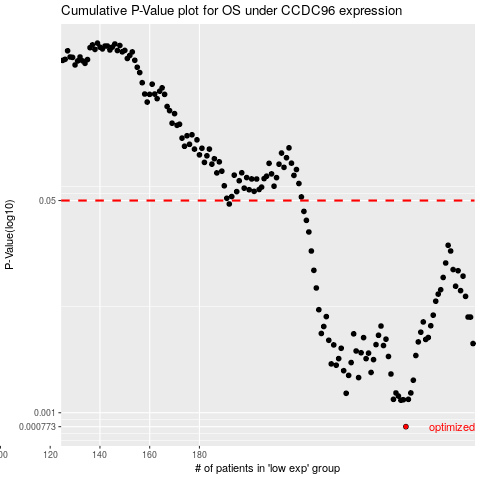 Cumulative P-Value plot for OS under CCDC96 expression
P-Value(log10)
0.05
0.001
0.000773
optimized
00 120 140 160 180
# of patients in 'low exp' group